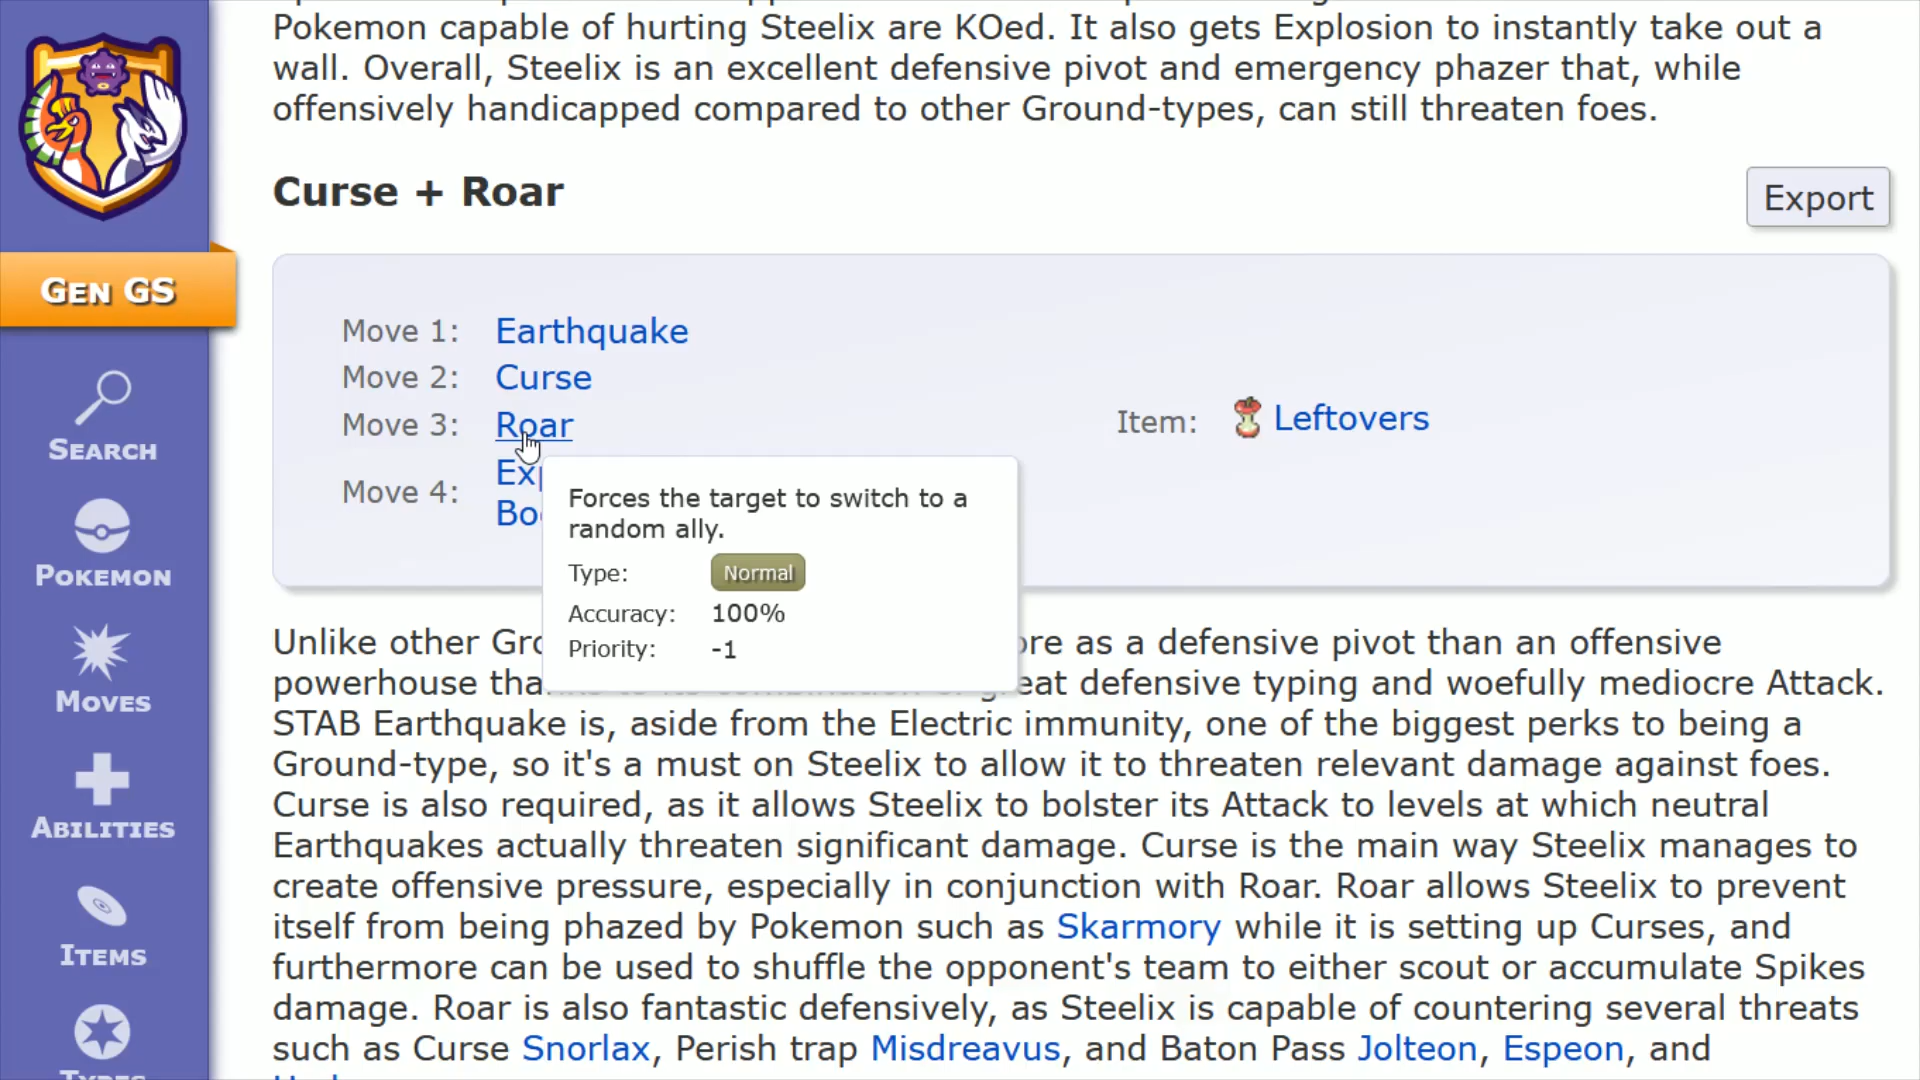 Pokemon capable of hurting Steelix are KOed. It also gets Explosion to instantly take out a
wall. Overall, Steelix is an excellent defensive pivot and emergency phazer that, while
offensively handicapped compared to other Ground-types, can still threaten foes.
Curse + Roar
Export
GEN GS
Move 1: Earthquake
Move 2: Curse
Move 3: Roar
Item: Leftovers
Move 4:
Forces the target to switch to a
random ally.
Type: Normal
Accuracy: 100%
Priority: -1
SEARCH
POKEMON
MOVES
ABILITIES
ITEMS
Unlike other as a defensive pivot than an offensive
powerhouse defensive typing and woefully mediocre Attack.
STAB Earthquake is, aside from the Electric immunity, one of the biggest perks to being a
Ground-type, so it's a must on Steelix to allow it to threaten relevant damage against foes.
Curse is also required, as it allows Steelix to bolster its Attack to levels at which neutral
Earthquakes actually threaten significant damage. Curse is the main way Steelix manages to
create offensive pressure, especially in conjunction with Roar. Roar allows Steelix to prevent
itself from being phazed by Pokemon such as Skarmory while it is setting up Curses, and
furthermore can be used to shuffle the opponent's team to either scout or accumulate Spikes
damage. Roar is also fantastic defensively, as Steelix is capable of countering several threats
such as Curse Snorlax, Perish trap Misdreavus, and Baton Pass Jolteon, Espeon, and